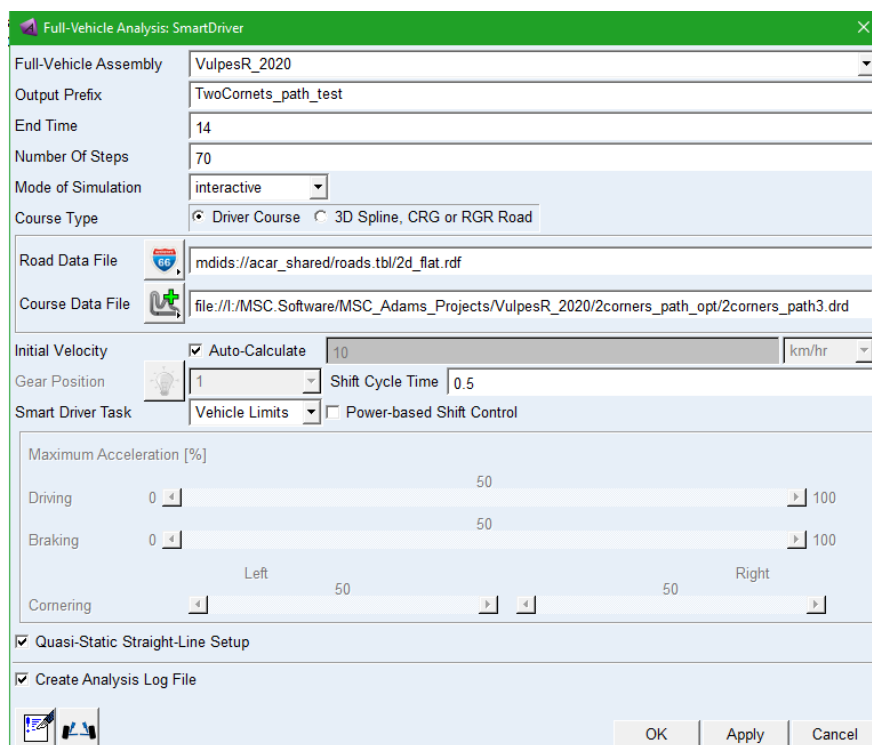 Full-Vehicle Analysis: SmartDriver
Full-Vehicle Assembly VulpesR_2020
Output Prefix TwoCornets_path_test
End Time 14
Number Of Steps 70
Mode of Simulation interactive
Course Type Driver Course 3D Spline, CRG or RGR Road
Road Data File 66 mdids://acar_shared/roads.tbl/2d_flat.rdf
Course Data File file://I:/MSC.Software/MSC_Adams_Projects/VulpesR_2020/2corners_path_opt/2corners_path3.drd
Initial Velocity Auto-Calculate 10 km/hr
Gear Position 1 Shift Cycle Time 0.5
Smart Driver Task Vehicle Limits Power-based Shift Control
Maximum Acceleration [%]
50
Driving 0 100
50
Braking 0 100
Left Right
50 50
Cornering
Quasi-Static Straight-Line Setup
Create Analysis Log File
OK Apply Cancel